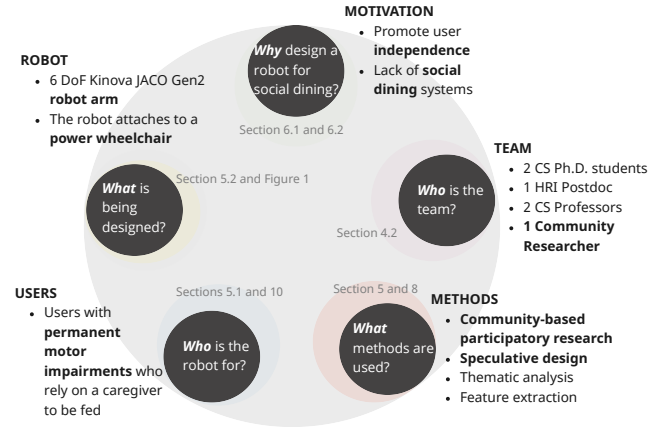 MOTIVATION
• Promote user
independence
• Lack of social
dining systems
Why design a
robot for
social dining?
Section 6.1 and 6.2
ROBOT
• 6 DoF Kinova JACO Gen2
robot arm
• The robot attaches to a
power wheelchair
What is
being
designed?
Section 5.2 and Figure 1
TEAM
• 2 CS Ph.D. students
• 1 HRI Postdoc
• 2 CS Professors
• 1 Community
Researcher
Who is the
team?
Section 4.2
USERS
• Users with
permanent
motor
impairments who
rely on a caregiver
to be fed
Sections 5.1 and 10
Who is the
robot for?
Section 5 and 8
What
methods are
used?
METHODS
• Community-based
participatory research
• Speculative design
• Thematic analysis
• Feature extraction